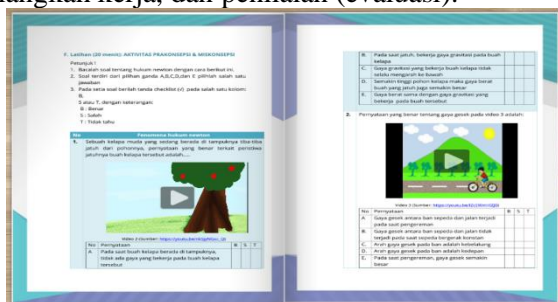 angkan kerja, dan penilaian (evaluasi).
F. Latihan (20 menit): AKTIVITAS PRAKONSEPSI & MISKONSEPSI
Petunjuk !
1. Bacalah soal tentang hukum newton dengan cara berikut ini.
2. Soal terdiri dari pilihan ganda A,B,C,D,dan E pilihlah salah satu
jawaban
3. Pada setia soal berilah tanda checklist (√) pada salah satu kolom:
B,
S atau T, dengan keterangan:
B : Benar
S : Salah
T : Tidak tahu
No Fenomena hukum newton
1. Sebuah kelapa muda yang sedang berada di tampuknya tiba-tiba
jatuh dari pohonnya, pernyataan yang benar terkait peristiwa
jatuhnya buah kelapa tersebut adalah....
No Pernyataan B S T
A Pada saat buah kelapa berada di tampuknya,
tidak ada gaya yang bekerja pada buah kelapa
tersebut
B. Pada saat jatuh, bekerja gaya gravitasi pada buah
kelapa
C. Gaya gravitasi yang bekerja buah kelapa tidak
selalu mengarah ke bawah
D. Semakin tinggi pohon kelapa maka gaya berat
buah yang jatuh juga semakin besar
E. Gaya berat sama dengan gaya gravitasi yang
bekerja pada buah tersebut
2. Pernyataan yang benar tentang gaya gesek pada video 3 adalah:
No Pernyataan B S T
A Gaya gesek antara ban sepeda dan jalan terjadi
pada saat pengereman
B. Gaya gesek antara ban sepeda dan jalan tidak
terjadi pada saat sepeda bergerak konstan
C. Arah gaya gesek pada ban adalah kebelakang
D. Arah gaya gesek pada ban adalah kedepan
E. Pada saat pengereman, gaya gesek semakin
besar